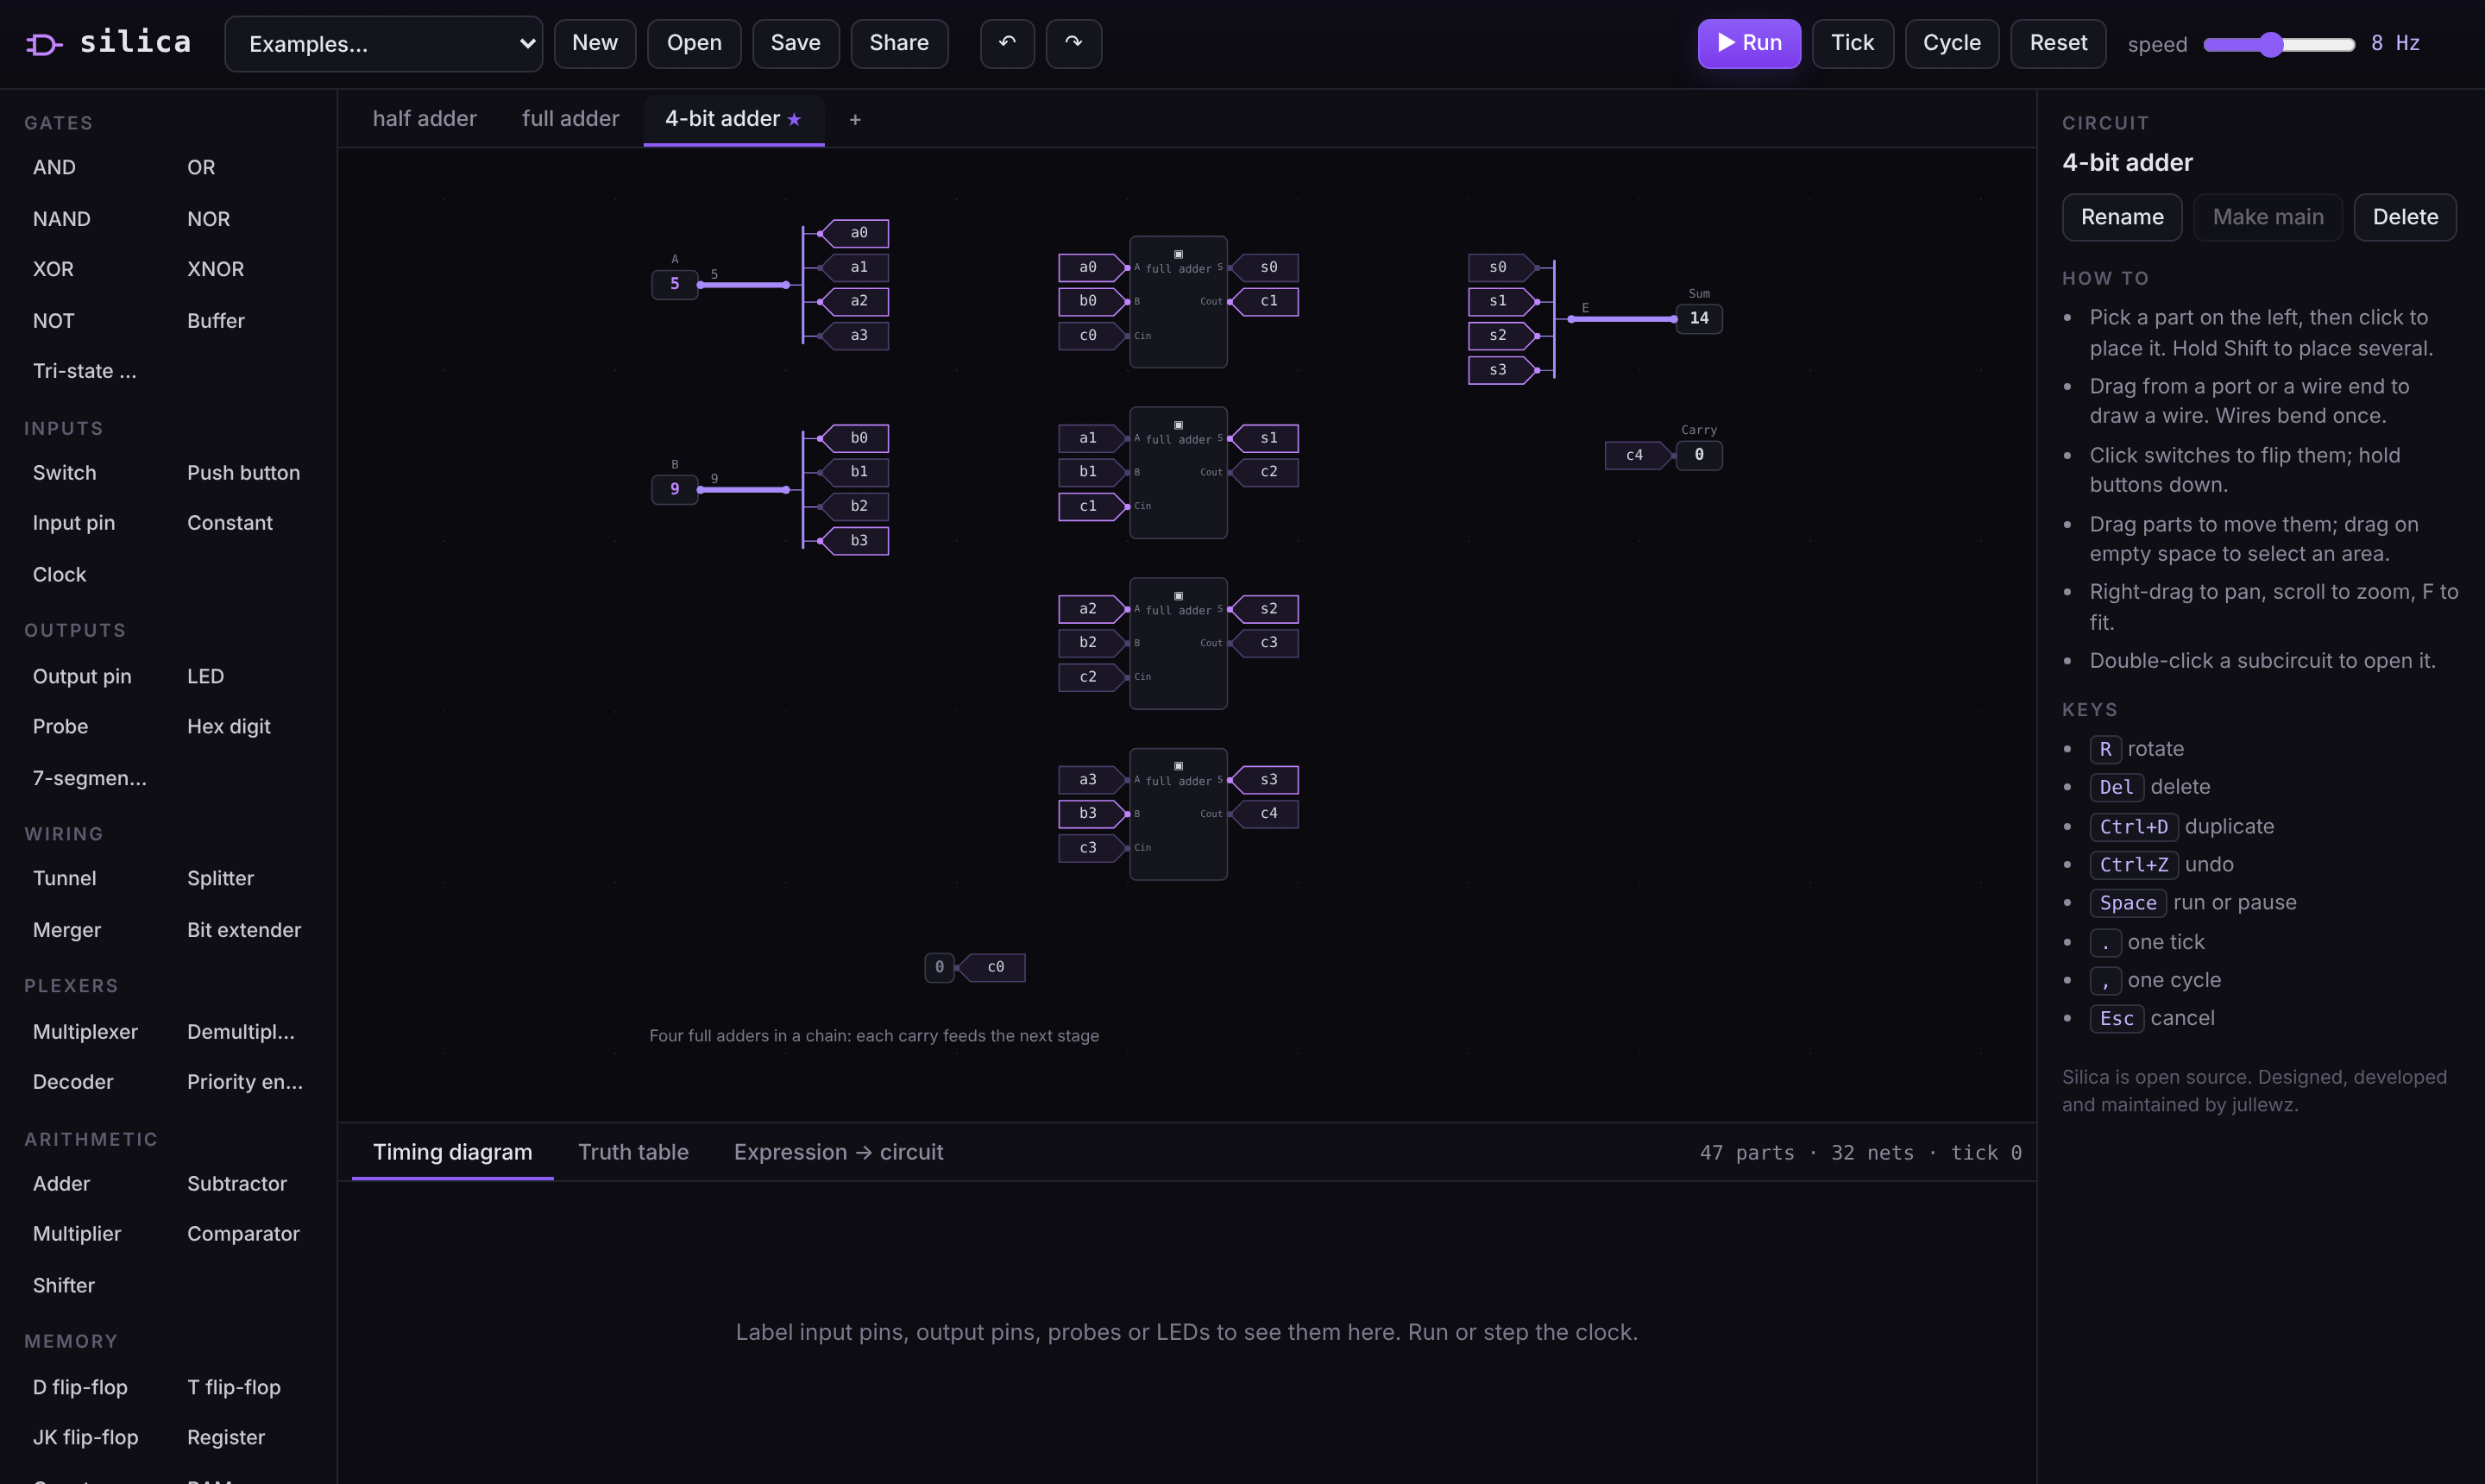 silica
Examples...
New
Open
Save
Share
↶
↷
▶ Run
Tick
Cycle
Reset
speed
8 Hz
GATES
AND
OR
NAND
NOR
XOR
XNOR
NOT
Buffer
Tri-state ...
INPUTS
Switch
Push button
Input pin
Constant
Clock
OUTPUTS
Output pin
LED
Probe
Hex digit
7-segmen...
WIRING
Tunnel
Splitter
Merger
Bit extender
PLEXERS
Multiplexer
Demultipl...
Decoder
Priority en...
ARITHMETIC
Adder
Subtractor
Multiplier
Comparator
Shifter
MEMORY
D flip-flop
T flip-flop
JK flip-flop
Register
half adder
full adder
4-bit adder ★
+
A
5
5
a0
a1
a2
a3
B
9
9
b0
b1
b2
b3
a0
b0
c0
A full adder S
B Cout
Cin
s0
c1
a1
b1
c1
A full adder S
B Cout
Cin
s1
c2
a2
b2
c2
A full adder S
B Cout
Cin
s2
c3
a3
b3
c3
A full adder S
B Cout
Cin
s3
c4
s0
s1
s2
s3
E
Sum
14
Carry
c4
0
0
c0
Four full adders in a chain: each carry feeds the next stage
Timing diagram
Truth table
Expression → circuit
47 parts · 32 nets · tick 0
Label input pins, output pins, probes or LEDs to see them here. Run or step the clock.
CIRCUIT
4-bit adder
Rename
Make main
Delete
HOW TO
Pick a part on the left, then click to
place it. Hold Shift to place several.
Drag from a port or a wire end to
draw a wire. Wires bend once.
Click switches to flip them; hold
buttons down.
Drag parts to move them; drag on
empty space to select an area.
Right-drag to pan, scroll to zoom, F to
fit.
Double-click a subcircuit to open it.
KEYS
R rotate
Del delete
Ctrl+D duplicate
Ctrl+Z undo
Space run or pause
. one tick
, one cycle
Esc cancel
Silica is open source. Designed, developed
and maintained by jullewz.